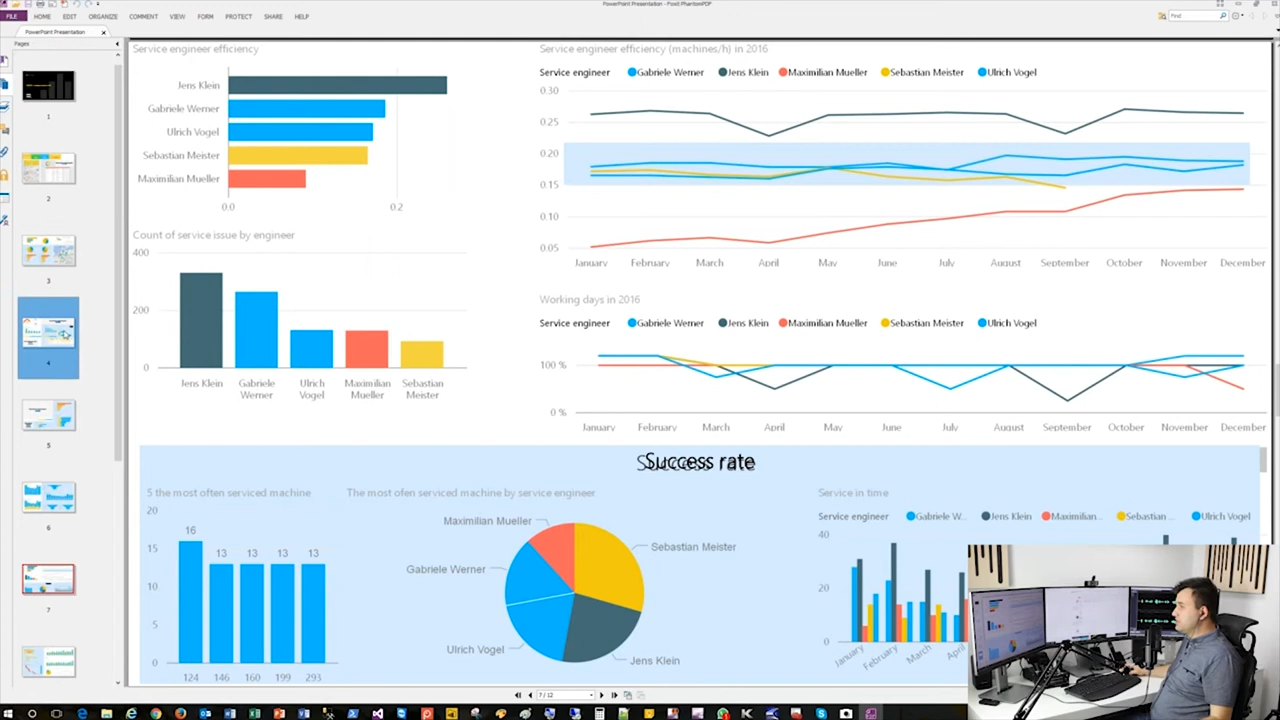 PowerPoint Presentation - Foxit PhantomPDF
FILE HOME EDIT ORGANIZE COMMENT VIEW FORM PROTECT SHARE HELP
Find
PowerPoint Presentation
Pages
1
2
3
4
5
6
7
Service engineer efficiency
Jens Klein
Gabriele Werner
Ulrich Vogel
Sebastian Meister
Maximilian Mueller
0.0 0.2
Service engineer efficiency (machines/h) in 2016
Service engineer Gabriele Werner Jens Klein Maximilian Mueller Sebastian Meister Ulrich Vogel
0.30
0.25
0.20
0.15
0.10
0.05
January February March April May June July August September October November December
Count of service issue by engineer
400
200
0
Jens Klein Gabriele Werner Ulrich Vogel Maximilian Mueller Sebastian Meister
Working days in 2016
Service engineer Gabriele Werner Jens Klein Maximilian Mueller Sebastian Meister Ulrich Vogel
100 %
0 %
January February March April May June July August September October November December
Success rate
5 the most often serviced machine
20
15
10
5
0
16 13 13 13 13
124 146 160 199 293
The most ofen serviced machine by service engineer
Maximilian Mueller
Sebastian Meister
Gabriele Werner
Ulrich Vogel
Jens Klein
Service in time
Service engineer Gabriele W... Jens Klein Maximilian... Sebastian ... Ulrich Vogel
40
20
0
January February March April
7 / 12